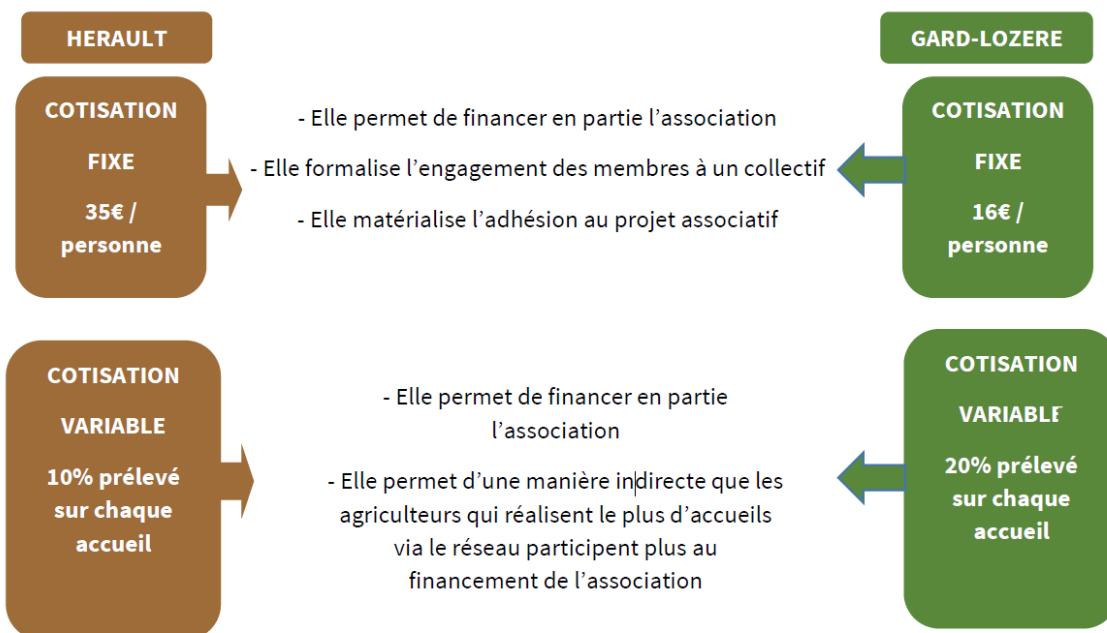 HERAULT
GARD-LOZERE
COTISATION
FIXE
35€ /
personne
- Elle permet de financer en partie l’association
- Elle formalise l’engagement des membres à un collectif
- Elle matérialise l’adhésion au projet associatif
COTISATION
FIXE
16€ /
personne
COTISATION
VARIABLE
10% prélevé
sur chaque
accueil
- Elle permet de financer en partie
l’association
- Elle permet d’une manière indirecte que les
agriculteurs qui réalisent le plus d’accueils
via le réseau participent plus au
financement de l’association
COTISATION
VARIABLE
20% prélevé
sur chaque
accueil